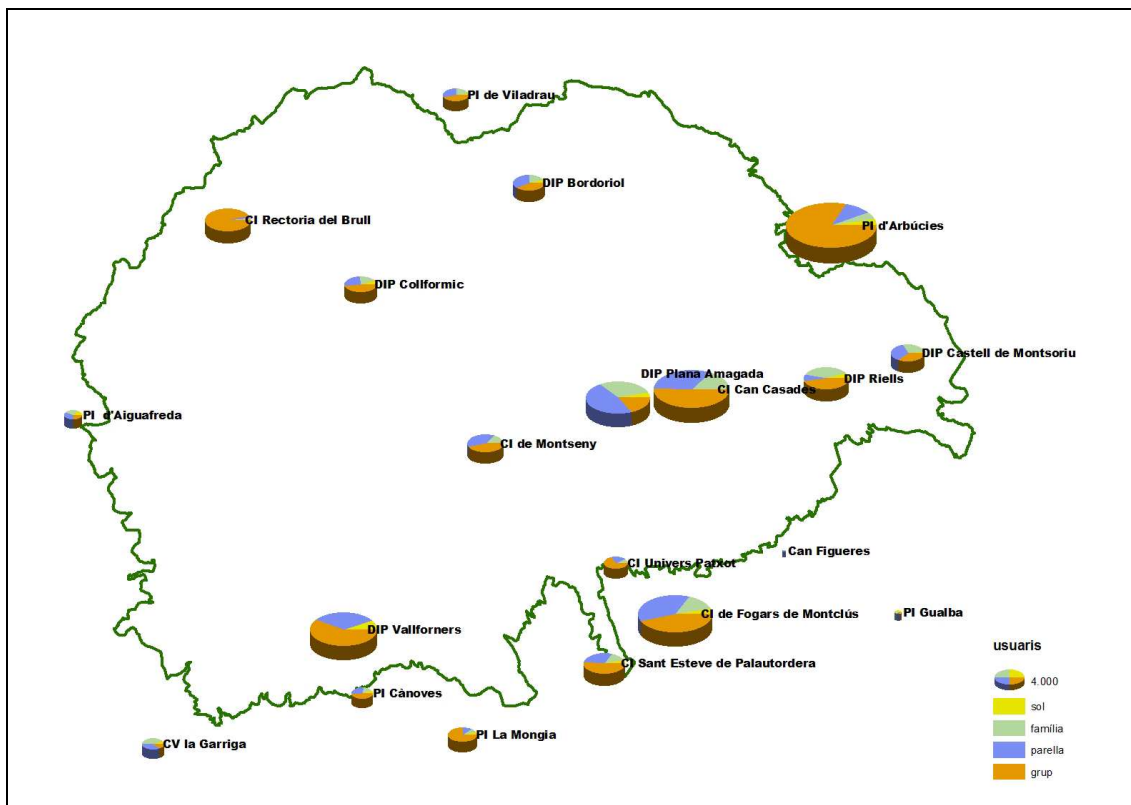 PI de Viladrau
DIP Bordoriol
CI Rectoria del Brull
PI d'Arbúcies
DIP Collformic
DIP Castell de Montsoriu
DIP Plana Amagada
DIP Riells
CI Can Casades
PI d'Aiguafreda
CI de Montseny
Can Figueres
CI Univers Patxot
PI Gualba
CI de Fogars de Montclús
DIP Vallforners
usuaris
CI Sant Esteve de Palautordera
4.000
PI Cànoves
sol
família
PI La Mongia
CV la Garriga
parella
grup